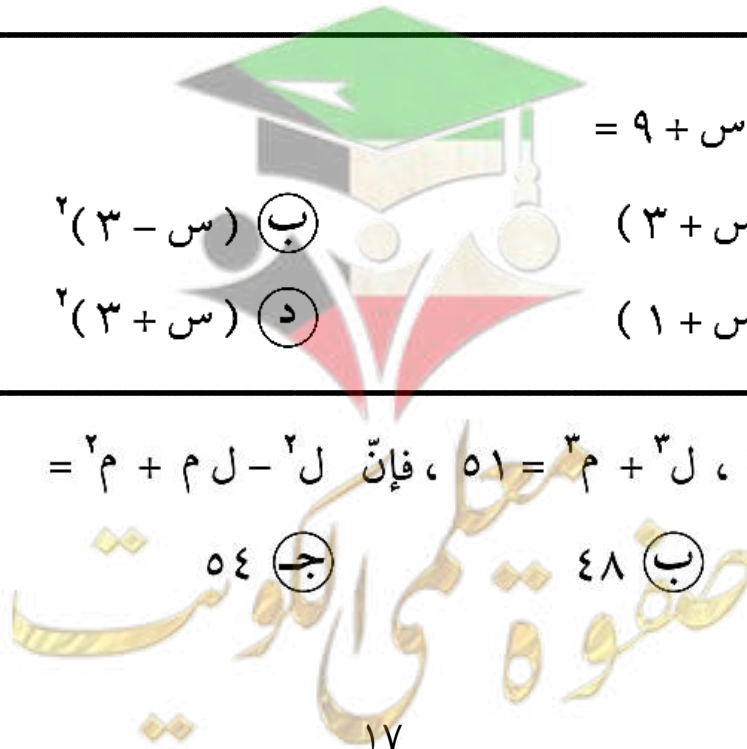 س + ٩ =
س + ٣ ) ب ( س – ٣ )٢
س + ١ ) د ( س + ٣ )٢
، ل٣ + م٣ = ٥١ ، فإنّ ل٢ – ل م + م٢ =
ب ٤٨ جـ ٥٤
صفوة معلمى الكويت
١٧